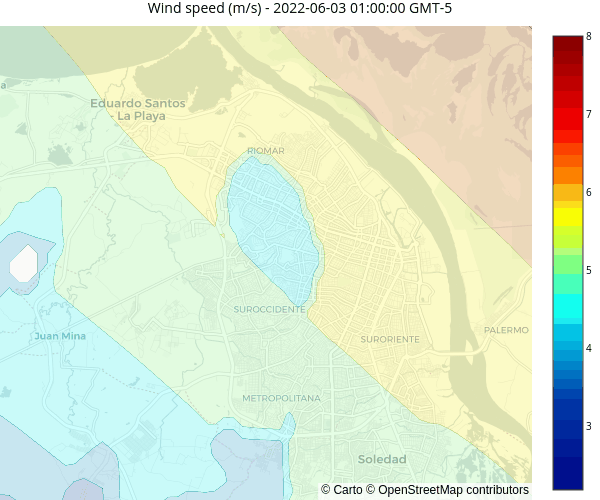 Wind speed (m/s) - 2022-06-03 01:00:00 GMT-5
8
7
6
5
4
3
a
Eduardo Santos
- La Playa
RIOMAR
SUROCCIDENTE
Juan Mina
PALERMO
SURORIENTE
METROPOLITANA
Soledad
© Carto © OpenStreetMap contributors